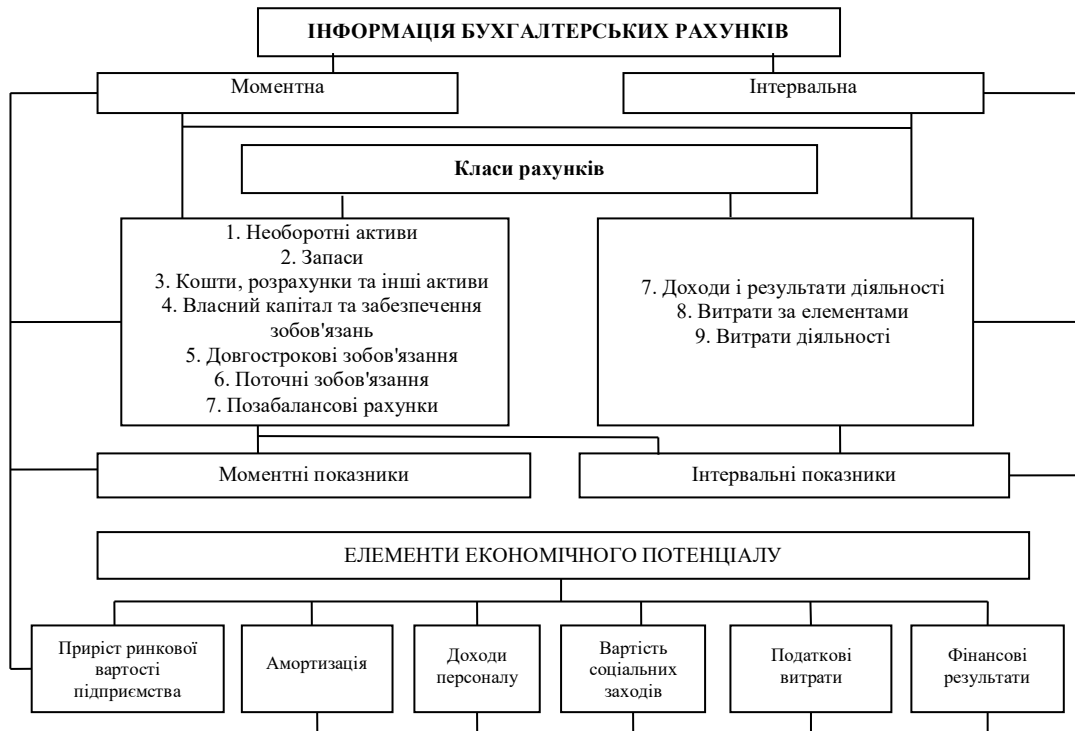 ІНФОРМАЦІЯ БУХГАЛТЕРСЬКИХ РАХУНКІВ
Моментна
Інтервальна
Класи рахунків
1. Необоротні активи
2. Запаси
3. Кошти, розрахунки та інші активи
4. Власний капітал та забезпечення
зобов'язань
5. Довгострокові зобов'язання
6. Поточні зобов'язання
7. Позабалансові рахунки
7. Доходи і результати діяльності
8. Витрати за елементами
9. Витрати діяльності
Моментні показники
Інтервальні показники
ЕЛЕМЕНТИ ЕКОНОМІЧНОГО ПОТЕНЦІАЛУ
Приріст ринкової
вартості
підприємства
Амортизація
Доходи
персоналу
Вартість
соціальних
заходів
Податкові
витрати
Фінансові
результати